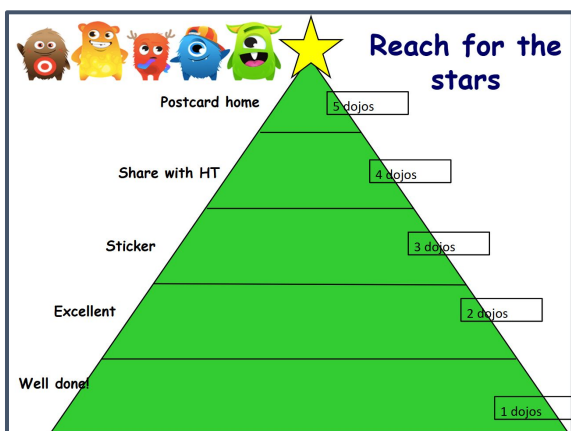 Reach for the
stars
Postcard home
5 dojos
Share with HT
4 dojos
Sticker
3 dojos
Excellent
2 dojos
Well done!
1 dojos